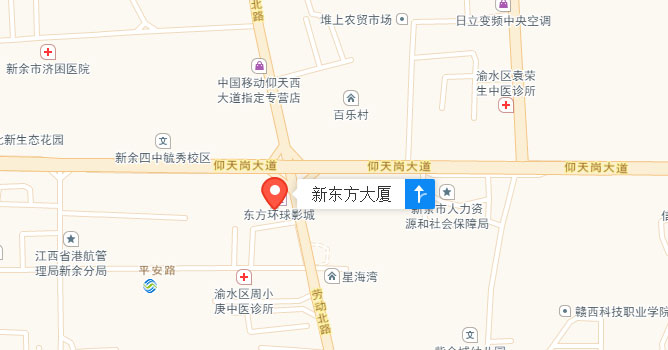 北路
堆上农贸市场
日立变频中央空调
新余市济困医院
中国移动仰天西
大道指定专营店
渝水区袁荣
生中医诊所
百乐村
北新生态花园
新余四中毓秀校区
仰天岗大道
仰天岗大道
仰天岗大道
新东方大厦
东方环球影城
新余市人力资
源和社会保障局
江西省港航管
理局新余分局
平安路
星海湾
渝水区周小
庚中医诊所
劳动北路
赣西科技职业学院